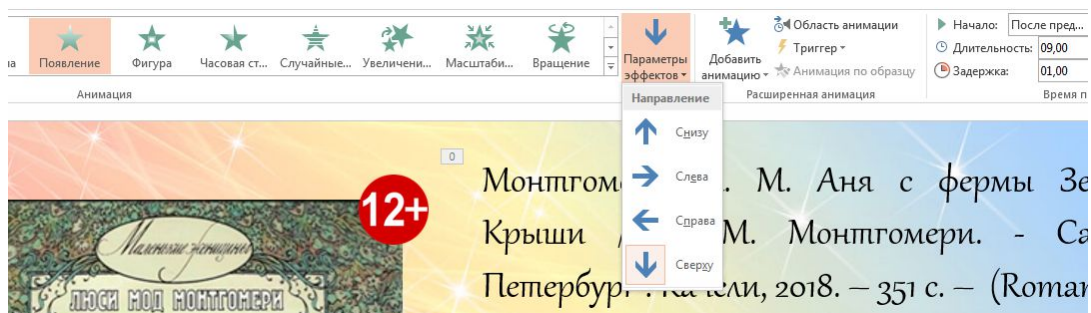 Область анимации Начало: После пред...
Триггер Длительность: 09,00
Появление Фигура Часовая ст... Случайные... Увеличени... Масштаби... Вращение Параметры эффектов Добавить анимацию Анимация по образцу Задержка: 01,00
Анимация Расширенная анимация Время п
Направление
Снизу
Слева
Справа
Сверху
0
12+
Маленькие женщины
ЛЮСИ МОД МОНТГОМЕРИ
Монтгом . М. Аня с фермы Зе
Крыши / М. Монтгомери. - Са
Петербург : Качели, 2018. – 351 с. – (Roman